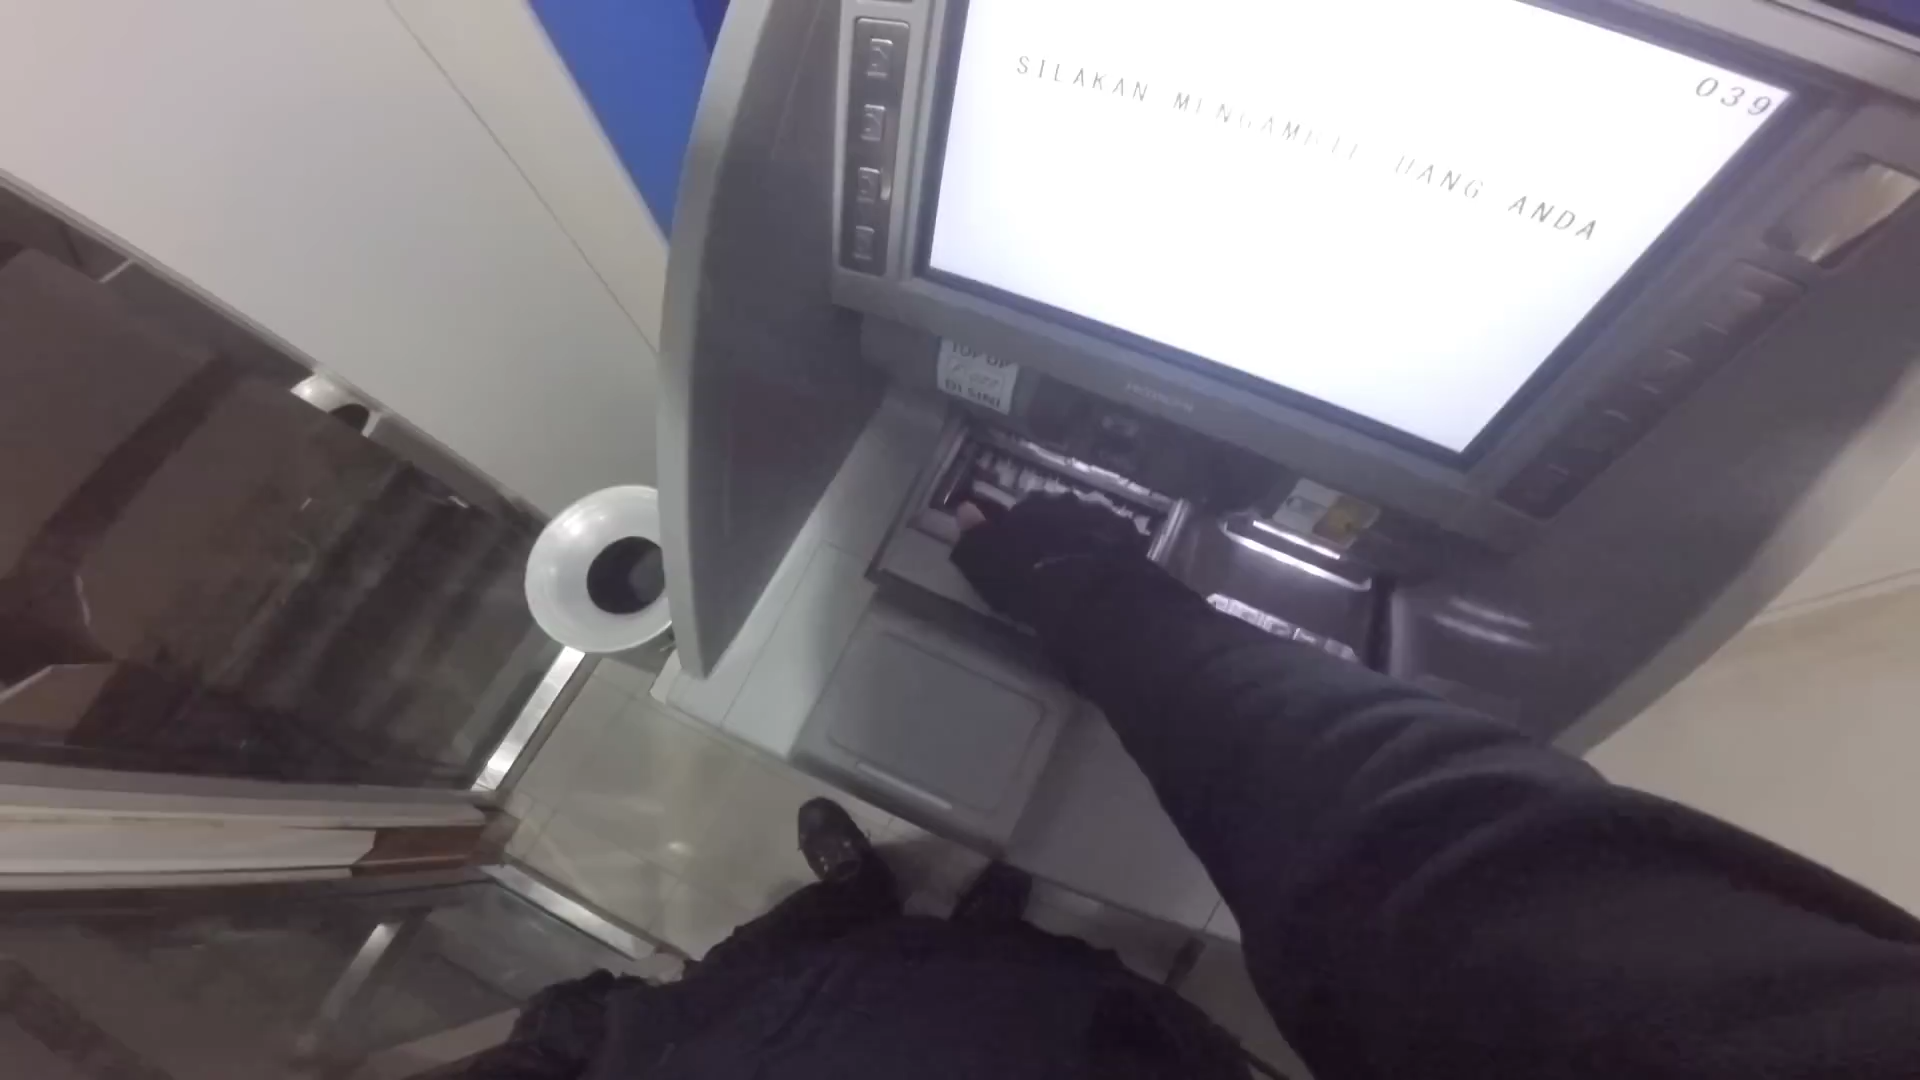 039
SILAKAN MENGAMBIL UANG ANDA
TOP UP
DI SINI